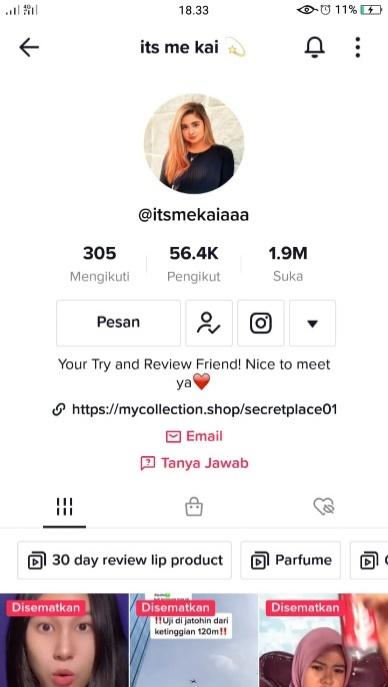 18.33
11%
its me kai
@itsmekaiaaa
305 56.4K 1.9M
Mengikuti Pengikut Suka
Pesan
Your Try and Review Friend! Nice to meet
ya
https://mycollection.shop/secretplace01
Email
Tanya Jawab
30 day review lip product Parfume
Disematkan Disematkan Disematkan
‼Uji di jatohin dari
ketinggian 120m‼